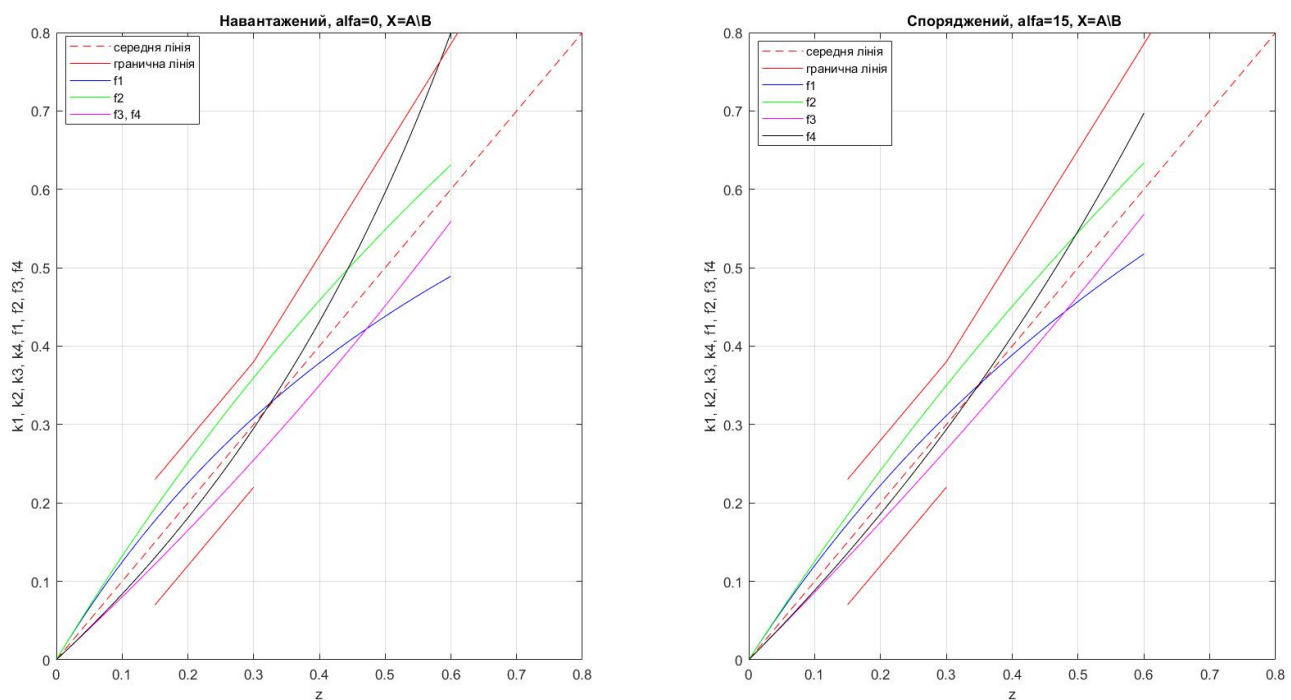 Навантажений, alfa=0, X=A\B
середня лінія
гранична лінія
f1
f2
f3, f4
0.8
0.7
0.6
0.5
0.4
0.3
0.2
0.1
0
k1, k2, k3, k4, f1, f2, f3, f4
0 0.1 0.2 0.3 0.4 0.5 0.6 0.7 0.8
z
Споряджений, alfa=15, X=A\B
середня лінія
гранична лінія
f1
f2
f3
f4
0.8
0.7
0.6
0.5
0.4
0.3
0.2
0.1
0
k1, k2, k3, k4, f1, f2, f3, f4
0 0.1 0.2 0.3 0.4 0.5 0.6 0.7 0.8
z